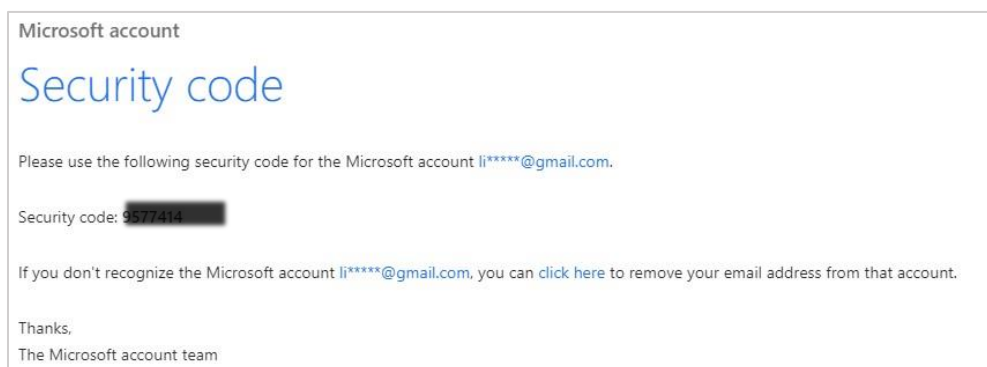 Microsoft account
Security code
Please use the following security code for the Microsoft account li*****@gmail.com.
Security code:
If you don't recognize the Microsoft account li*****@gmail.com, you can click here to remove your email address from that account.
Thanks,
The Microsoft account team